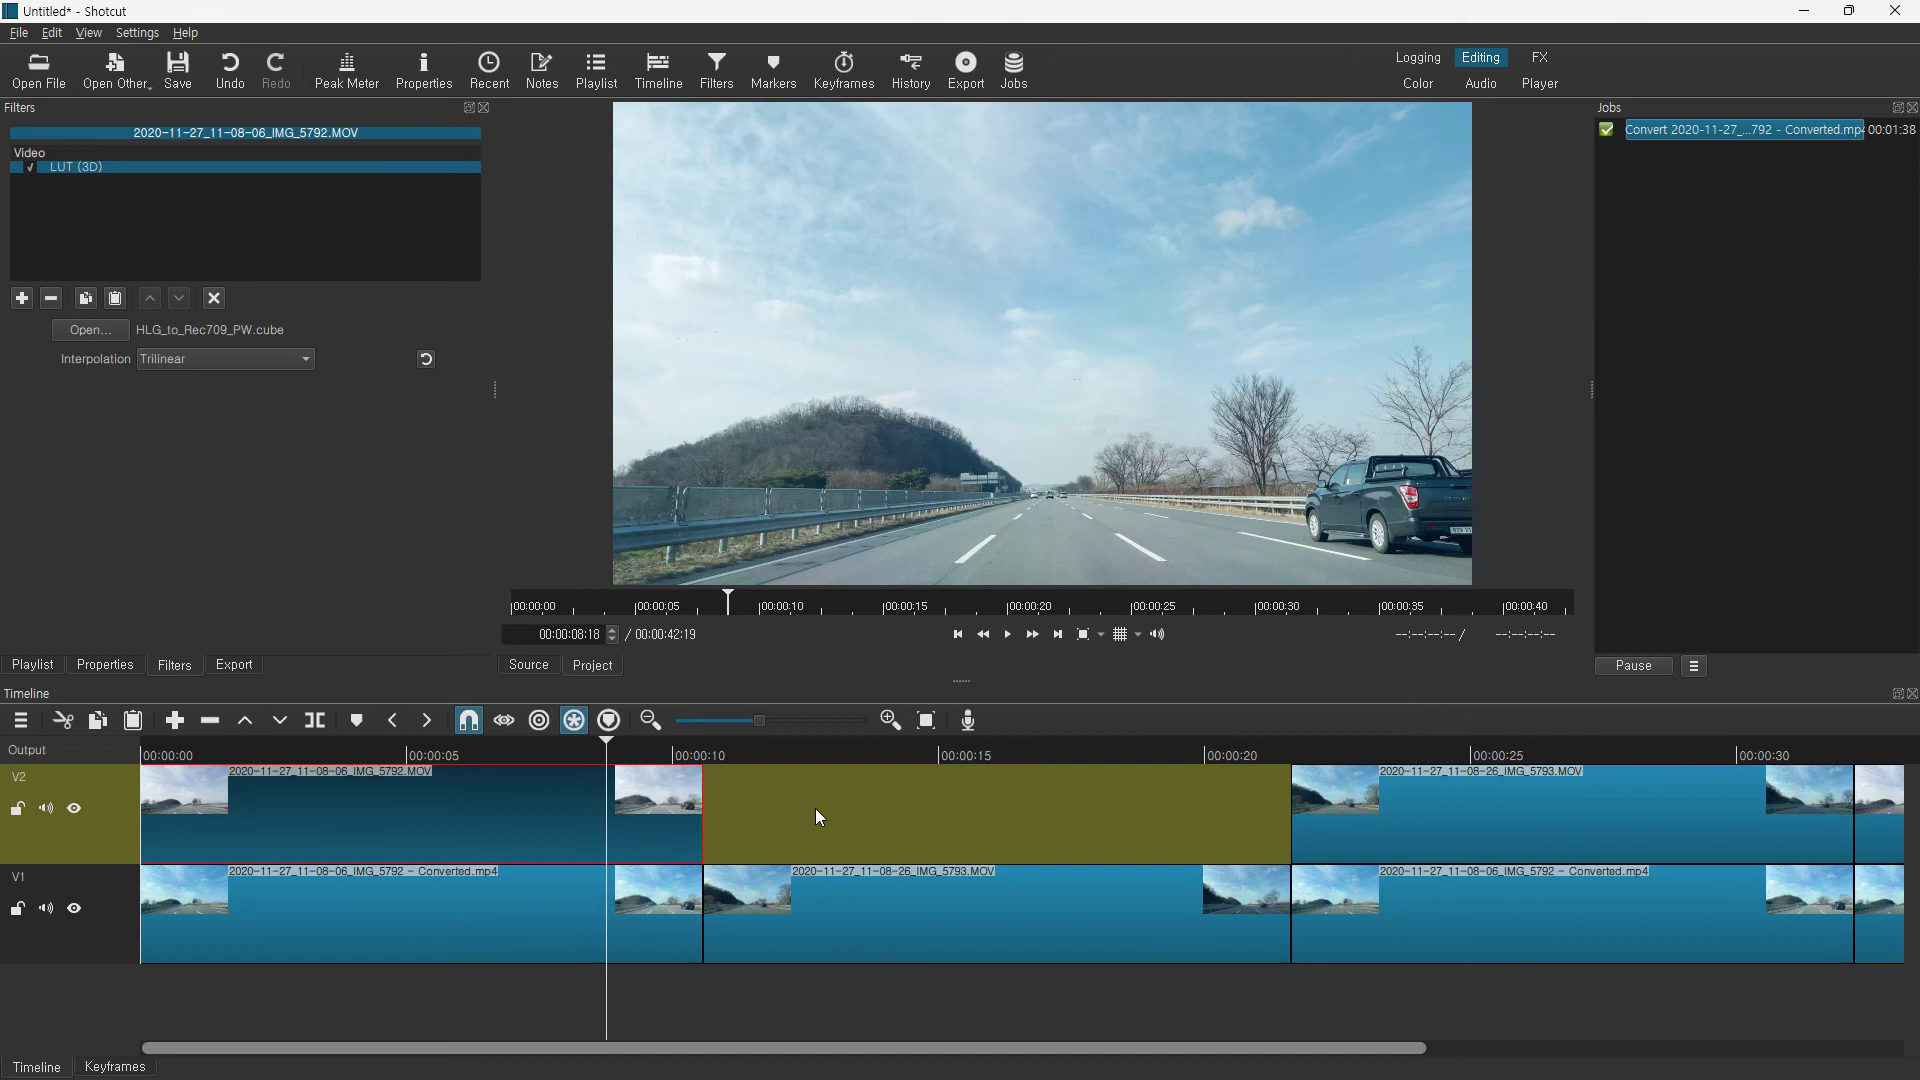 Untitled* - Shotcut
File Edit View Settings Help
Open File Open Other... Save Undo Redo Peak Meter Properties Recent Notes Playlist Timeline Filters Markers Keyframes History Export Jobs
Logging Editing FX
Color Audio Player
Filters
Jobs
2020-11-27_11-08-06_IMG_5792.MOV
Convert 2020-11-27_...792 - Converted.mp4 00:01:38
Video
LUT (3D)
Open... HLG_to_Rec709_PW.cube
Interpolation Trilinear
00:00:00 00:00:05 00:00:10 00:00:15 00:00:20 00:00:25 00:00:30 00:00:35 00:00:40
00:00:08:18 / 00:00:42:19
--:--:--:-- / --:--:--:--
Playlist Properties Filters Export
Source Project
Pause
Timeline
Output
00:00:00 00:00:05 00:00:10 00:00:15 00:00:20 00:00:25 00:00:30
V2
2020-11-27_11-08-06_IMG_5792.MOV
2020-11-27_11-08-26_IMG_5793.MOV
V1
2020-11-27_11-08-06_IMG_5792 - Converted.mp4
2020-11-27_11-08-26_IMG_5793.MOV
2020-11-27_11-08-06_IMG_5792 - Converted.mp4
Timeline Keyframes